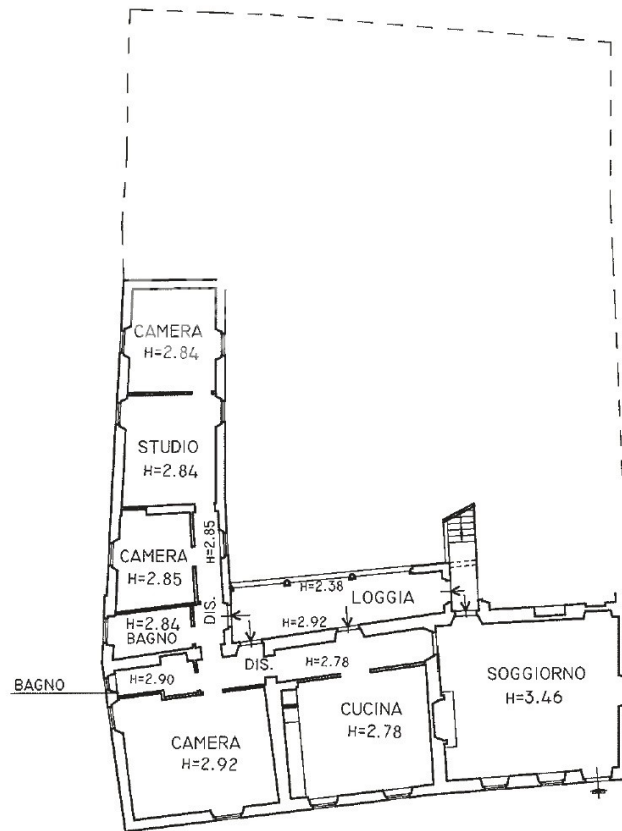 CAMERA
H=2.84
STUDIO
H=2.84
H=2.85
CAMERA
H=2.85
DIS.
H=2.38
LOGGIA
H=2.92
H=2.84
BAGNO
DIS.
H=2.78
BAGNO
H=2.90
SOGGIORNO
H=3.46
CUCINA
H=2.78
CAMERA
H=2.92